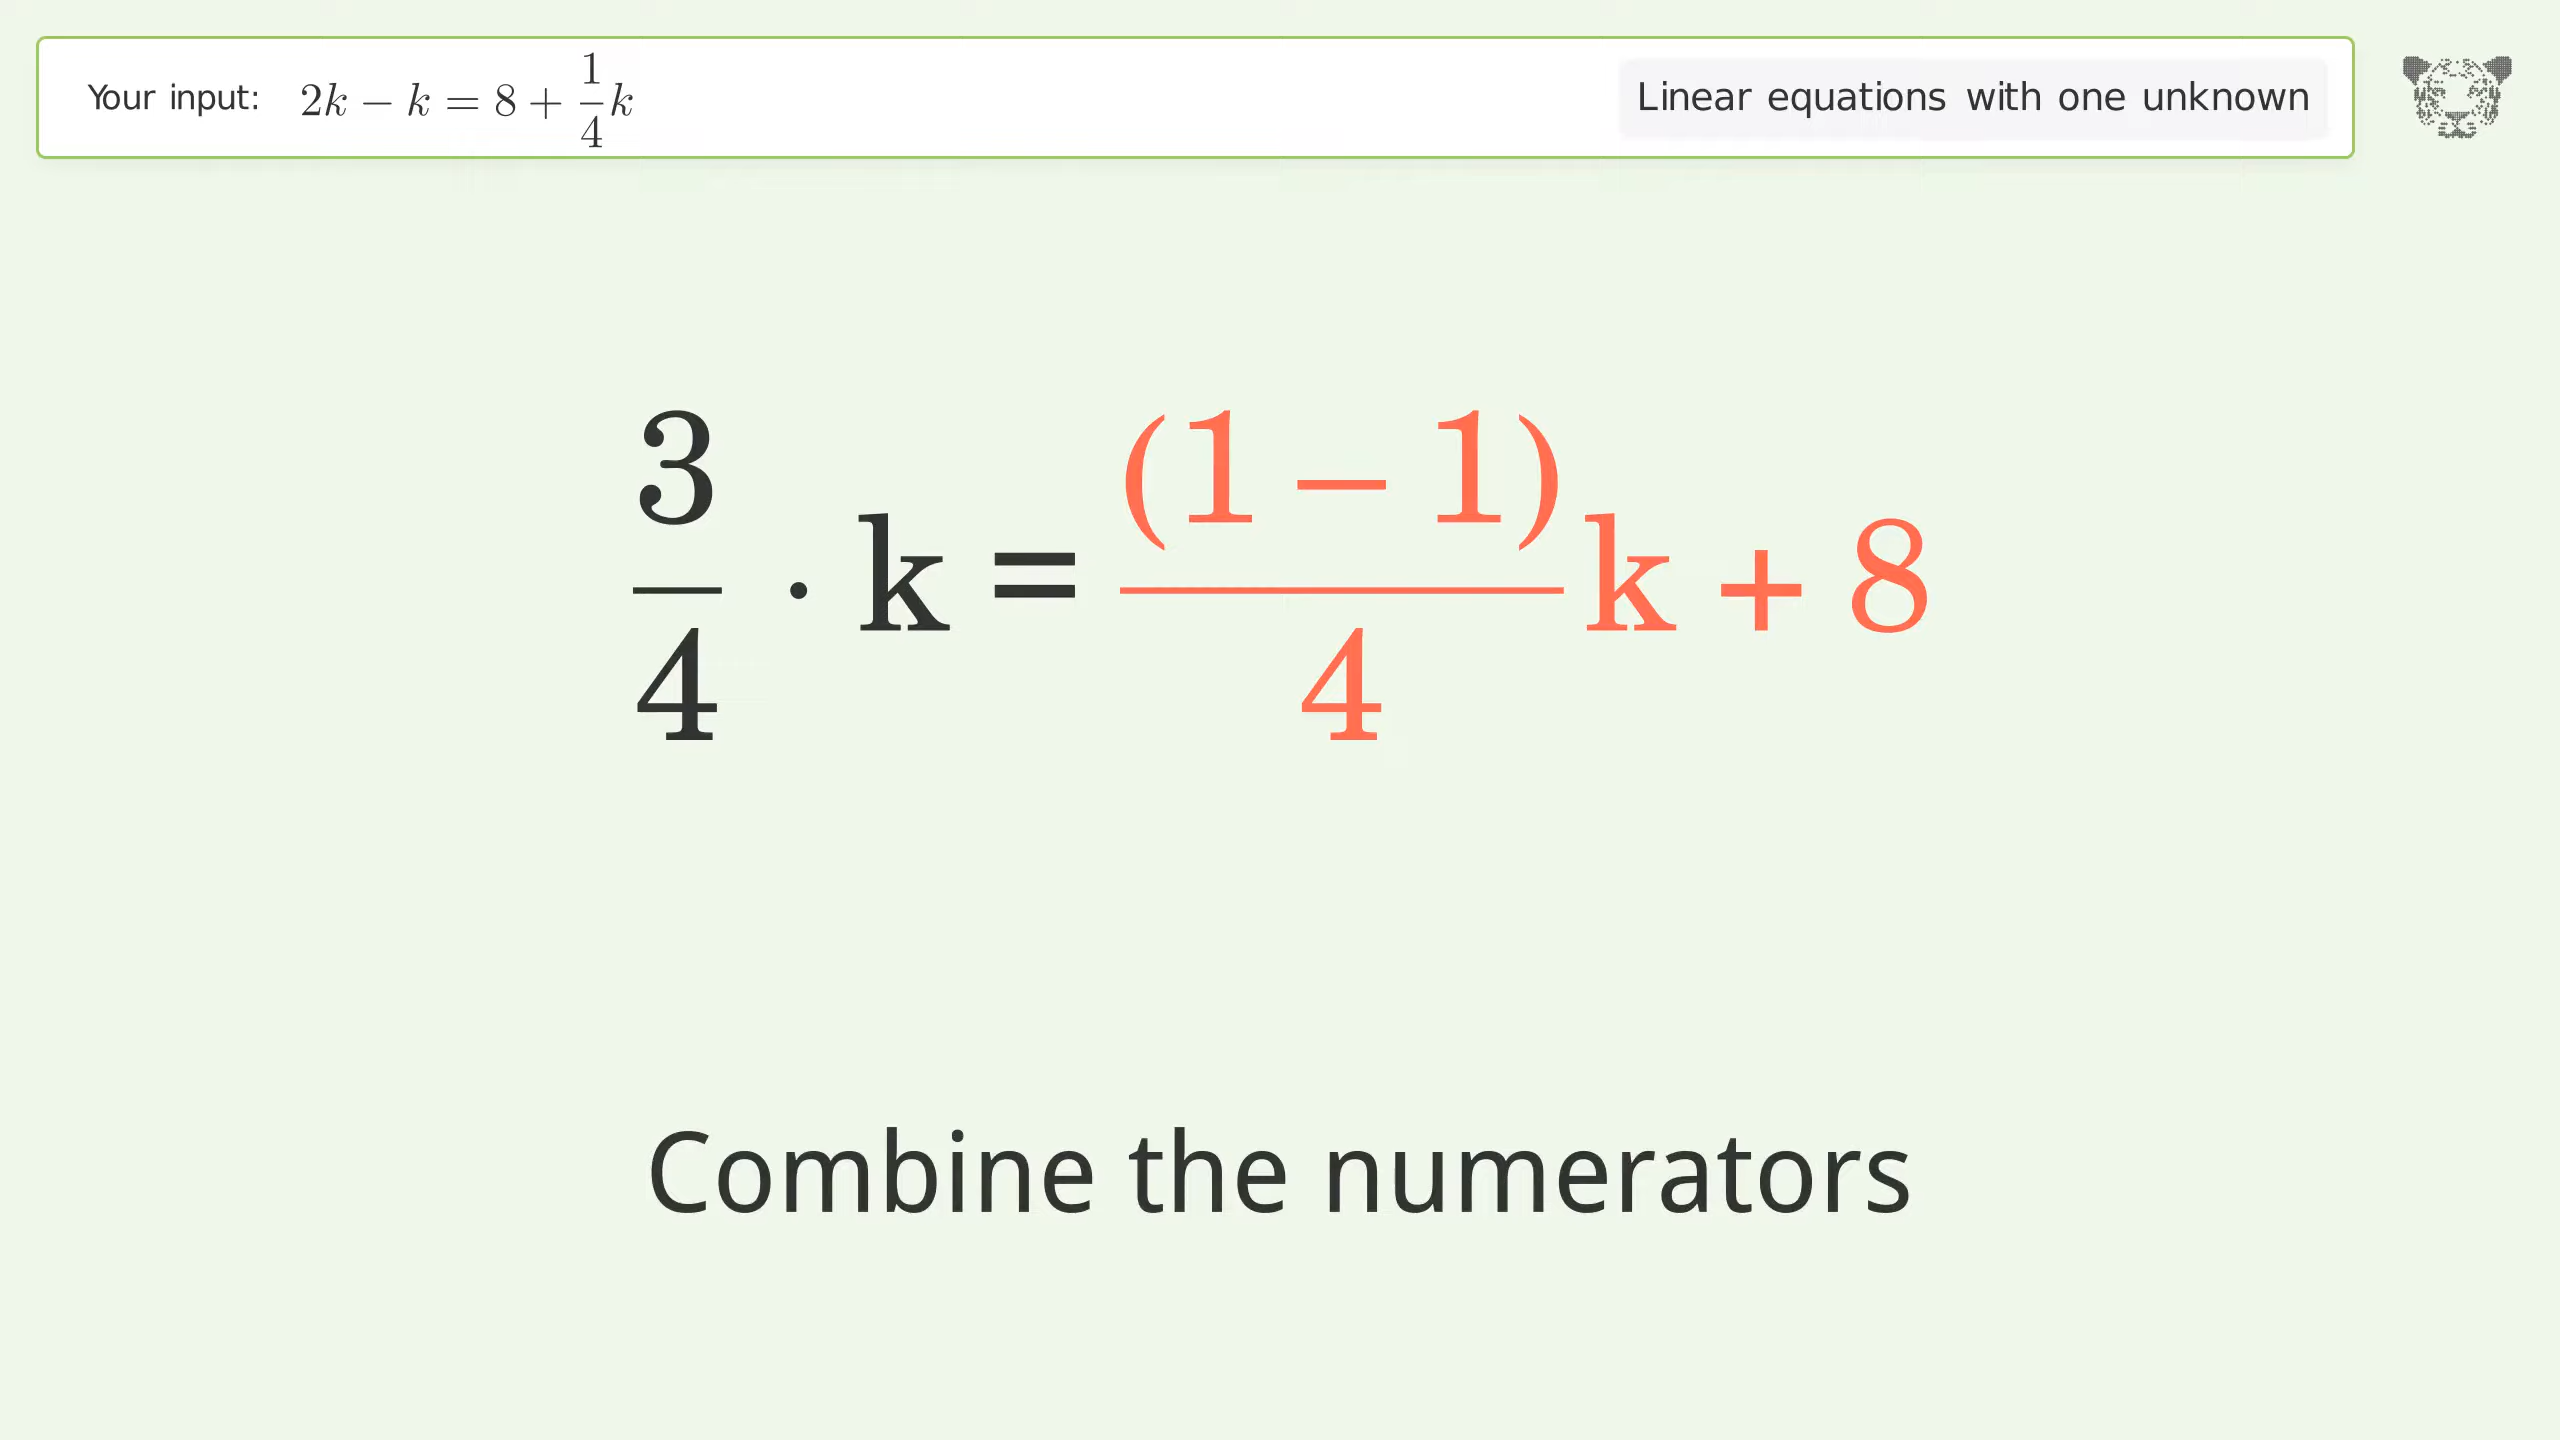 Your input: 2k − k = 8 + 1/4 k
Linear equations with one unknown
3/4 · k = (1 − 1)/4 k + 8
Combine the numerators